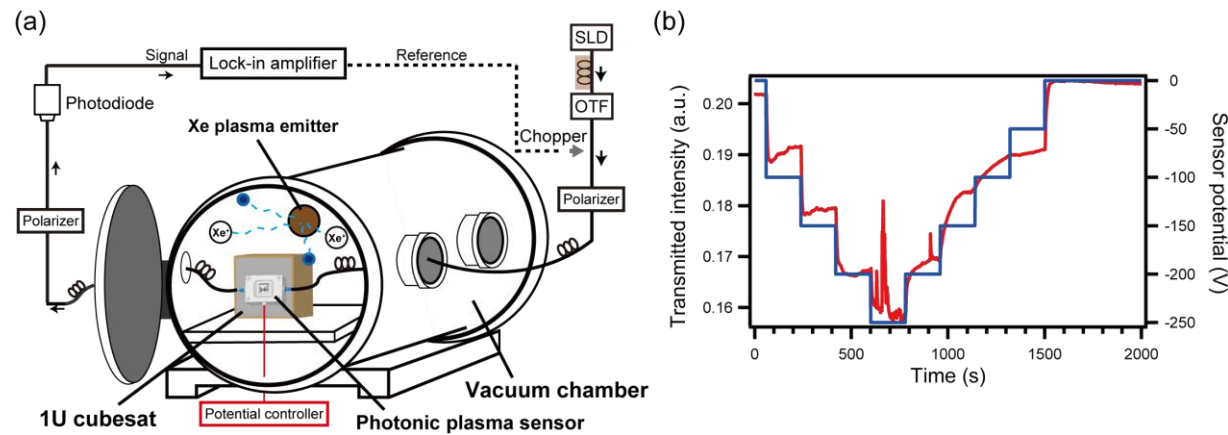 (a)
Signal
Lock-in amplifier
Reference
SLD
OTF
Photodiode
Chopper
Xe plasma emitter
Polarizer
Polarizer
Xe⁺
Xe⁺
Vacuum chamber
1U cubesat
Potential controller
Photonic plasma sensor
(b)
Transmitted intensity (a.u.)
0.20
0.19
0.18
0.17
0.16
0
-50
-100
-150
-200
-250
Sensor potential (V)
0
500
1000
1500
2000
Time (s)